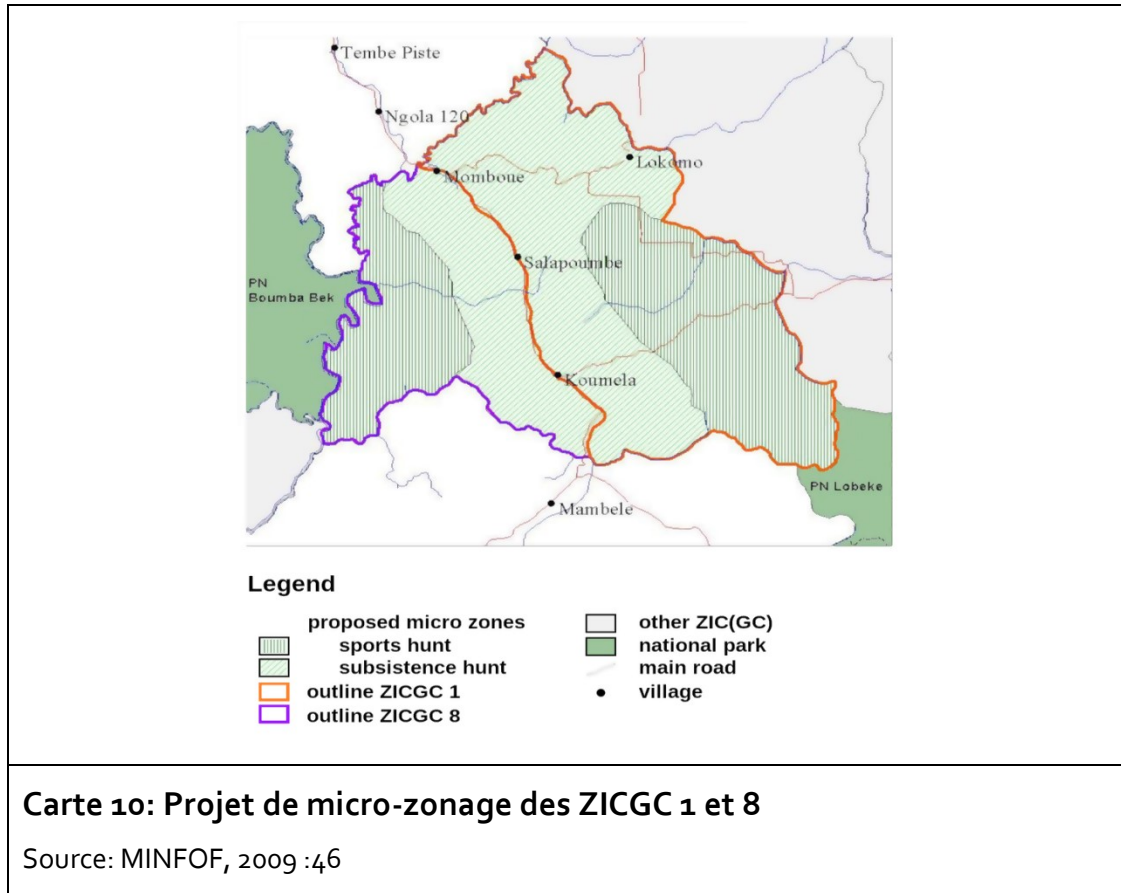 Tembe Piste
Ngola 120
Lokomo
Momboue
Salapoumbe
PN
Boumba Bek
Koumela
PN Lobeke
Mambele
Legend
proposed micro zones
sports hunt
subsistence hunt
outline ZICGC 1
outline ZICGC 8
other ZIC(GC)
national park
main road
village
Carte 10: Projet de micro-zonage des ZICGC 1 et 8
Source: MINFOF, 2009 :46